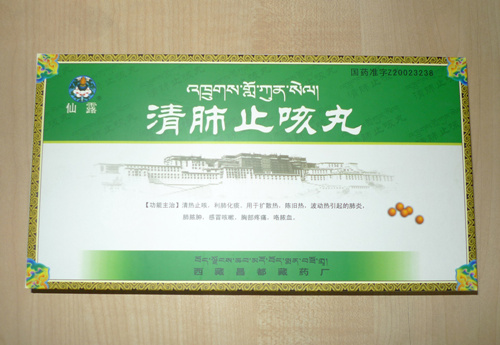 国药准字Z20023238
仙露
འཁྲུགས་གློ་ཀུན་སེལ།
清肺止咳丸
【功能主治】清热止咳，利肺化痰。用于扩散热，陈旧热，波动热引起的肺炎，
肺脓肿，感冒咳嗽，胸部疼痛，咯脓血。
西藏昌都藏药厂